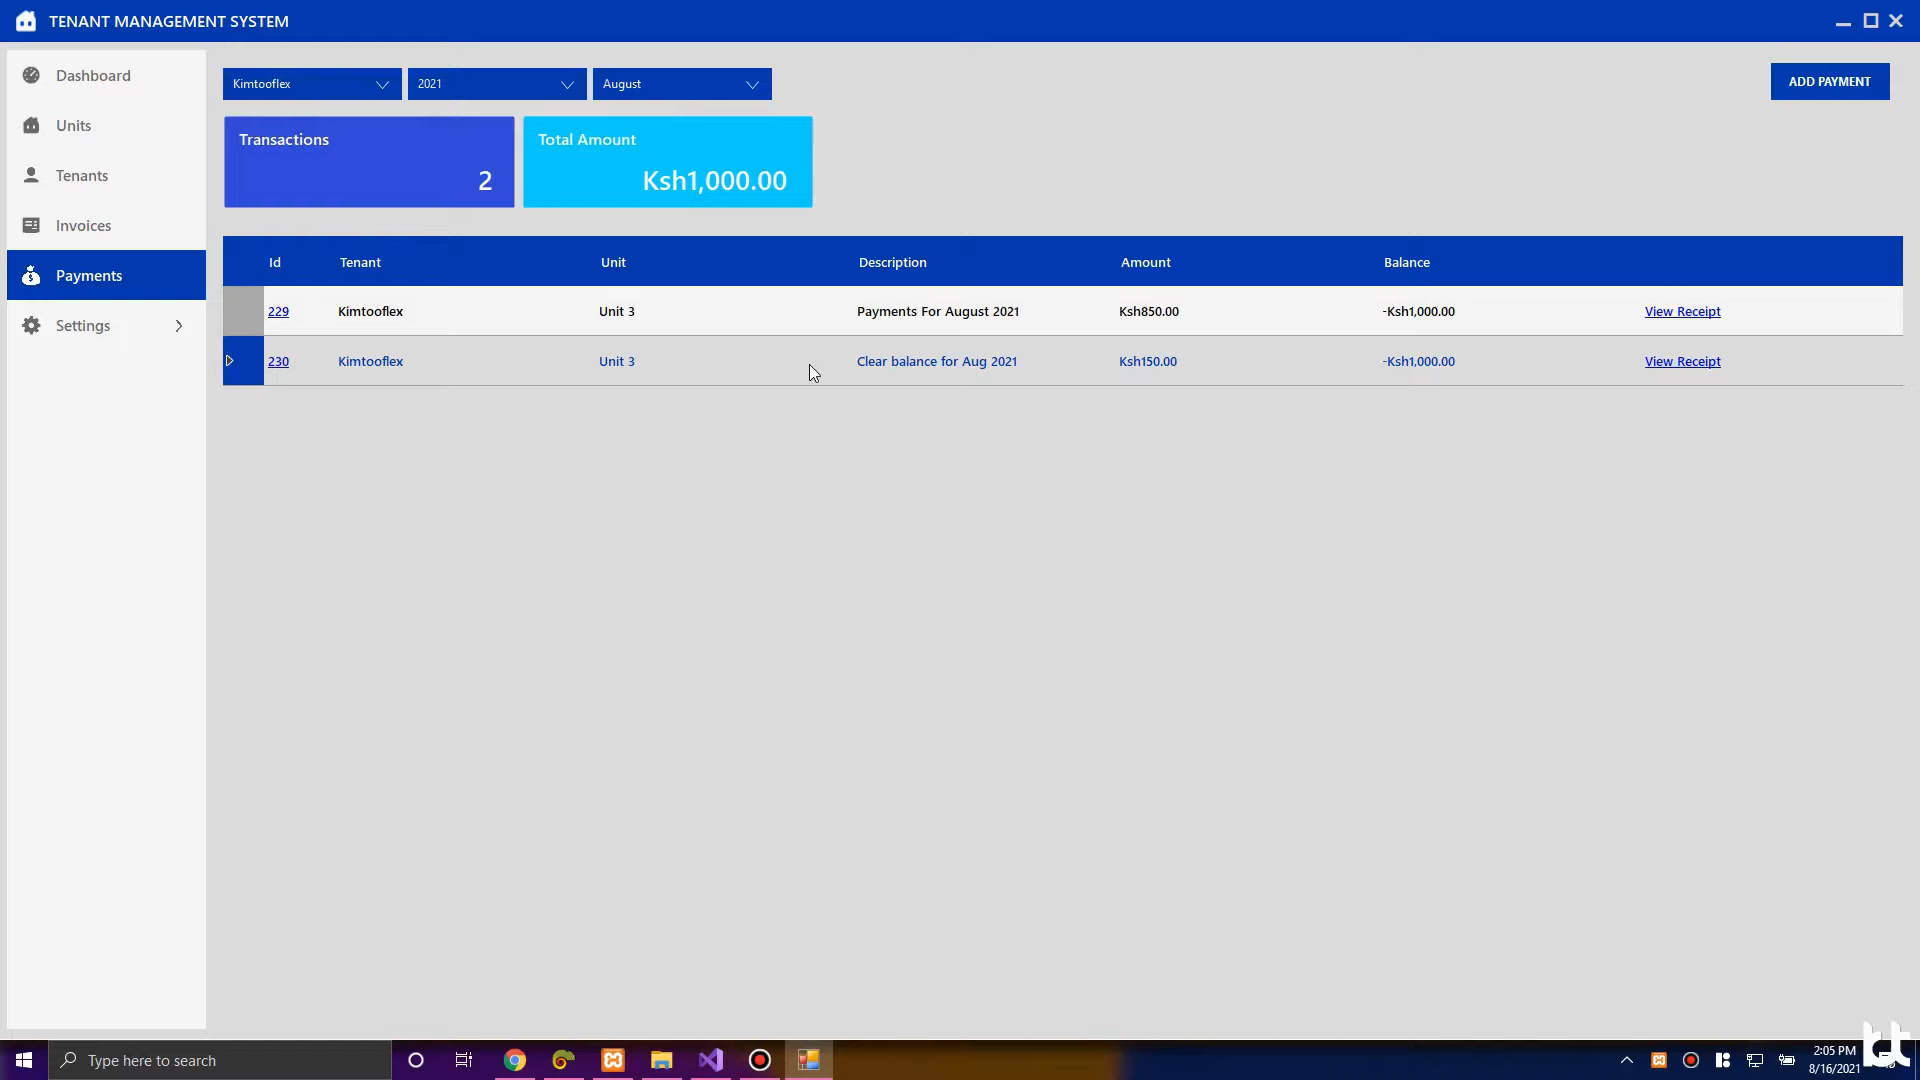 TENANT MANAGEMENT SYSTEM
Dashboard
Units
Tenants
Invoices
Payments
Settings
Kimtooflex 2021 August
ADD PAYMENT
Transactions
2
Total Amount
Ksh1,000.00
Id Tenant Unit Description Amount Balance
229 Kimtooflex Unit 3 Payments For August 2021 Ksh850.00 -Ksh1,000.00 View Receipt
230 Kimtooflex Unit 3 Clear balance for Aug 2021 Ksh150.00 -Ksh1,000.00 View Receipt
Type here to search
2:05 PM
8/16/2021